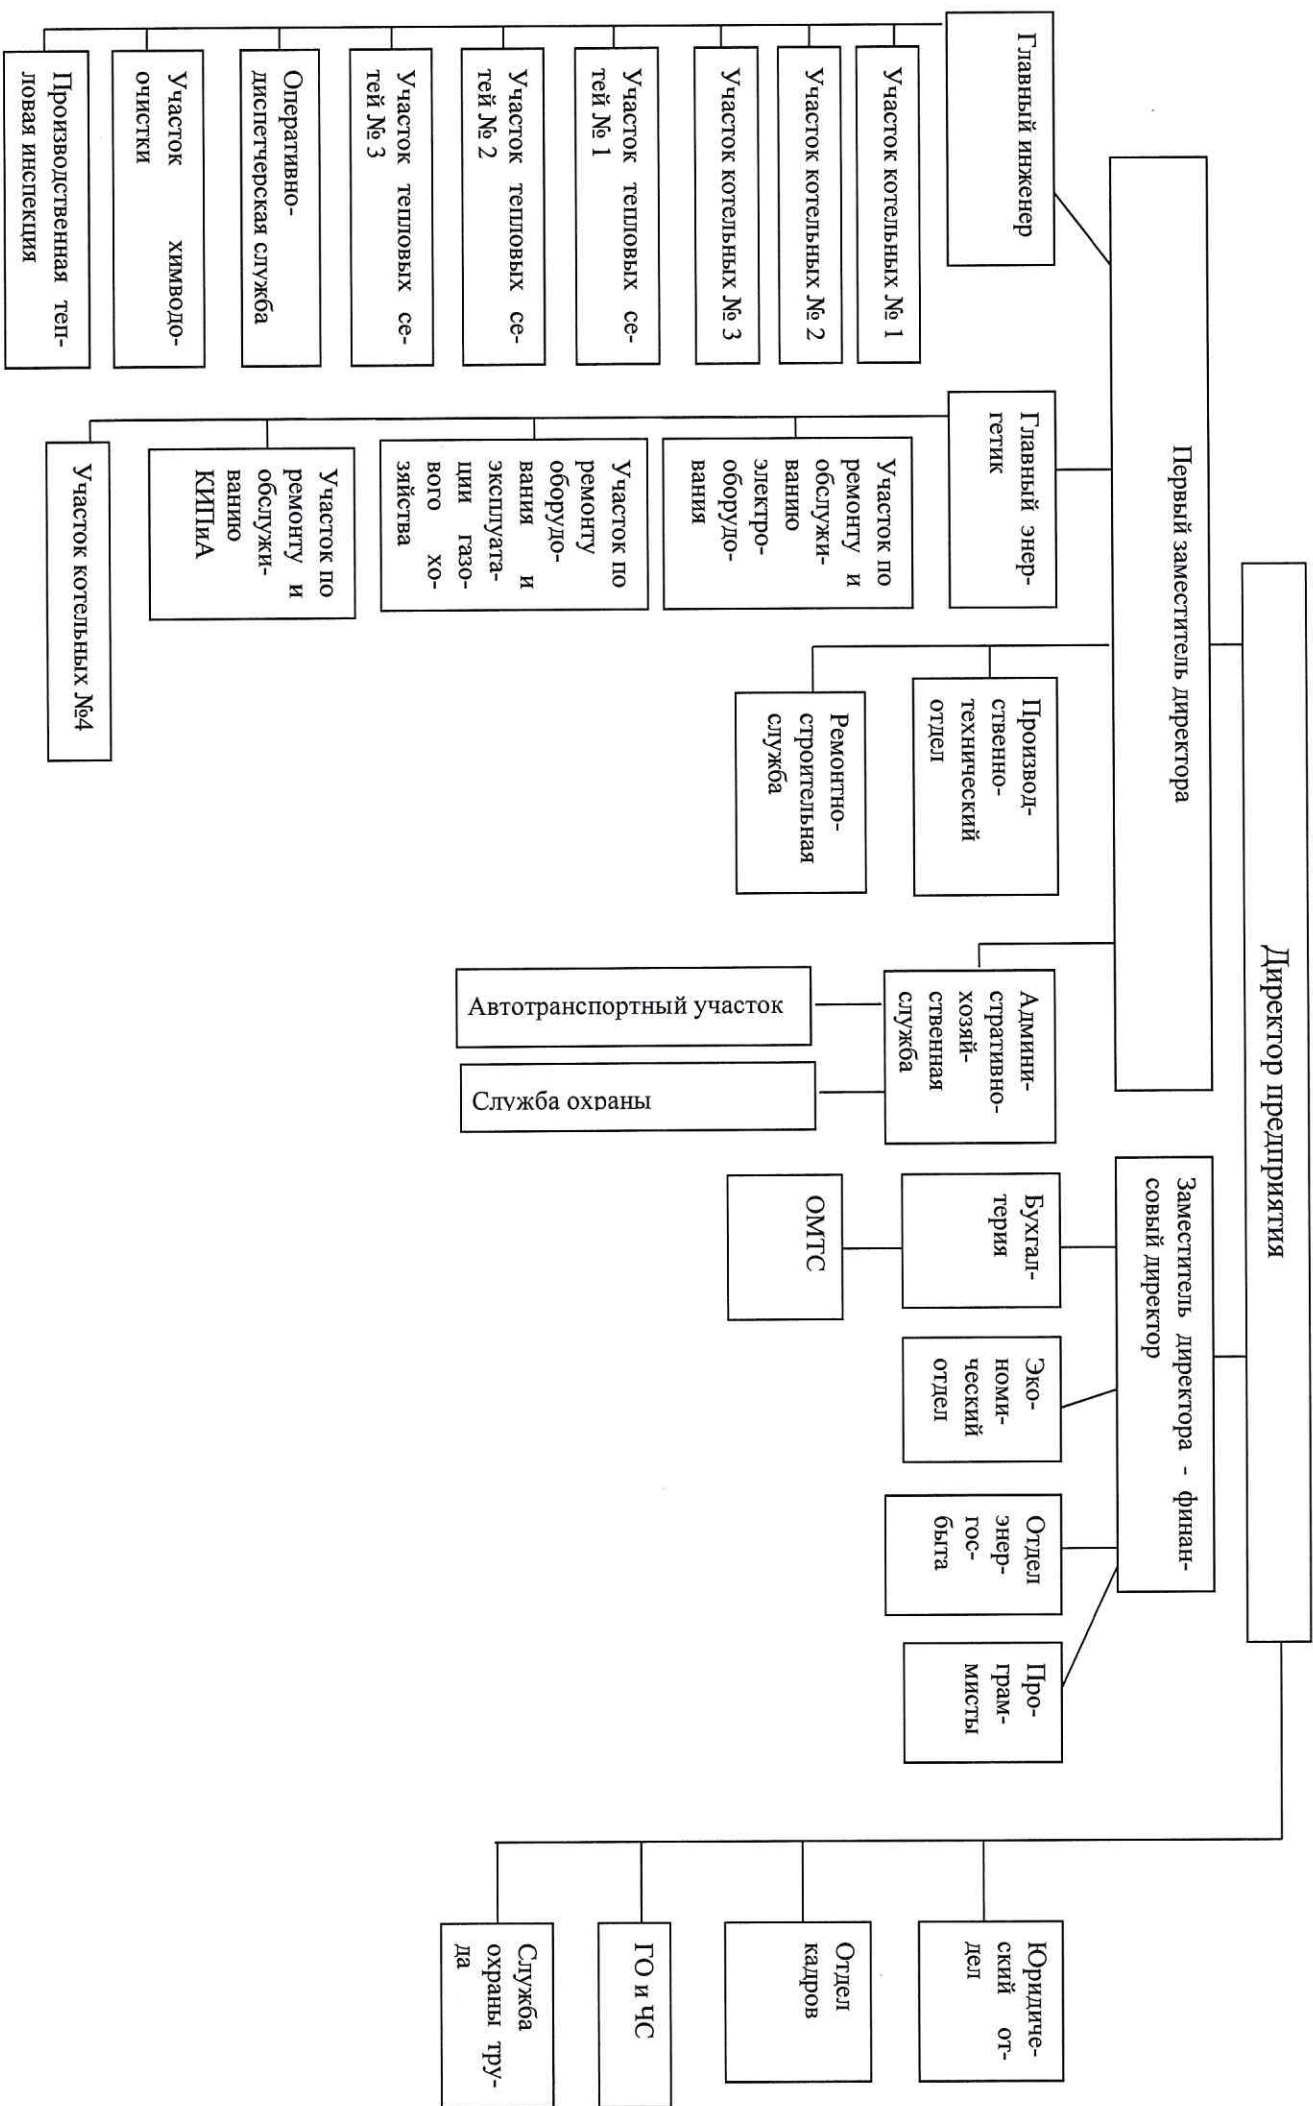 Директор предприятия
Первый заместитель директора
Заместитель директора - финан-
совый директор
Главный инженер
Участок котельных № 1
Участок котельных № 2
Участок котельных № 3
Участок тепловых се-
тей № 1
Участок тепловых се-
тей № 2
Участок тепловых се-
тей № 3
Оперативно-
диспетчерская служба
Участок химводо-
очистки
Производственная теп-
ловая инспекция
Главный энер-
гетик
Участок по
ремонту и
обслужи-
ванию
электро-
оборудо-
вания
Участок по
ремонту
оборудо-
вания и
эксплуата-
ции газо-
вого хо-
зяйства
Участок по
ремонту и
обслужи-
ванию
КИПиА
Участок котельных №4
Производ-
ственно-
технический
отдел
Ремонтно-
строительная
служба
Админи-
стративно-
хозяй-
ственная
служба
Автотранспортный участок
Служба охраны
Бухгал-
терия
ОМТС
Эко-
номи-
ческий
отдел
Отдел
энер-
гос-
быта
Про-
грам-
мисты
Юридиче-
ский от-
дел
Отдел
кадров
ГО и ЧС
Служба
охраны тру-
да